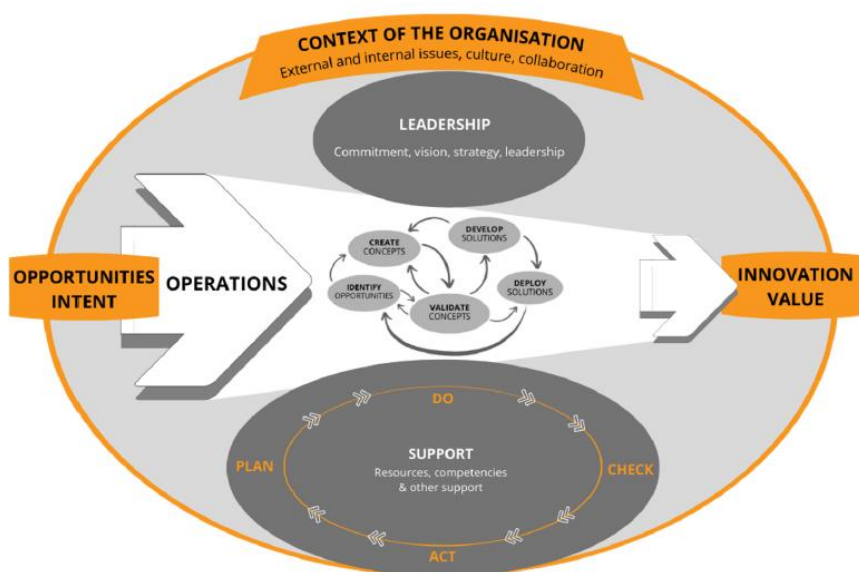 CONTEXT OF THE ORGANISATION
External and internal issues, culture, collaboration
LEADERSHIP
Commitment, vision, strategy, leadership
OPPORTUNITIES
INTENT
OPERATIONS
CREATE
CONCEPTS
DEVELOP
SOLUTIONS
IDENTIFY
OPPORTUNITIES
VALIDATE
CONCEPTS
DEPLOY
SOLUTIONS
INNOVATION
VALUE
DO
PLAN
SUPPORT
Resources, competencies
& other support
CHECK
ACT